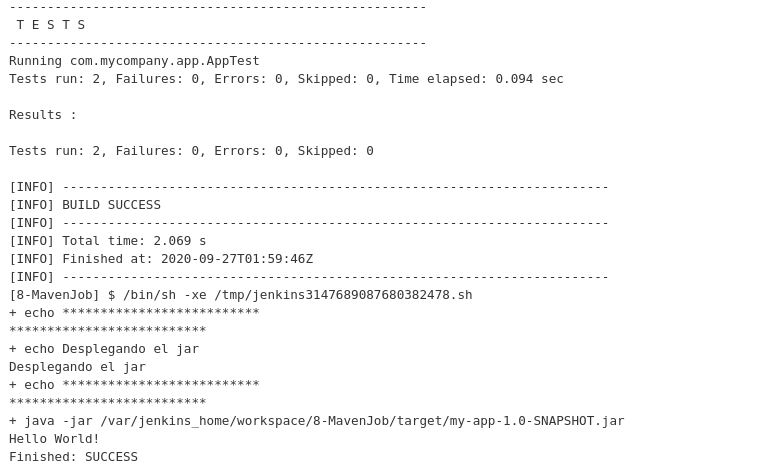 -------------------------------------------------------
T E S T S
-------------------------------------------------------
Running com.mycompany.app.AppTest
Tests run: 2, Failures: 0, Errors: 0, Skipped: 0, Time elapsed: 0.094 sec
Results :
Tests run: 2, Failures: 0, Errors: 0, Skipped: 0
[INFO] ------------------------------------------------------------------------
[INFO] BUILD SUCCESS
[INFO] ------------------------------------------------------------------------
[INFO] Total time: 2.069 s
[INFO] Finished at: 2020-09-27T01:59:46Z
[INFO] ------------------------------------------------------------------------
[8-MavenJob] $ /bin/sh -xe /tmp/jenkins3147689087680382478.sh
+ echo **************************
**************************
+ echo Desplegando el jar
Desplegando el jar
+ echo **************************
**************************
+ java -jar /var/jenkins_home/workspace/8-MavenJob/target/my-app-1.0-SNAPSHOT.jar
Hello World!
Finished: SUCCESS